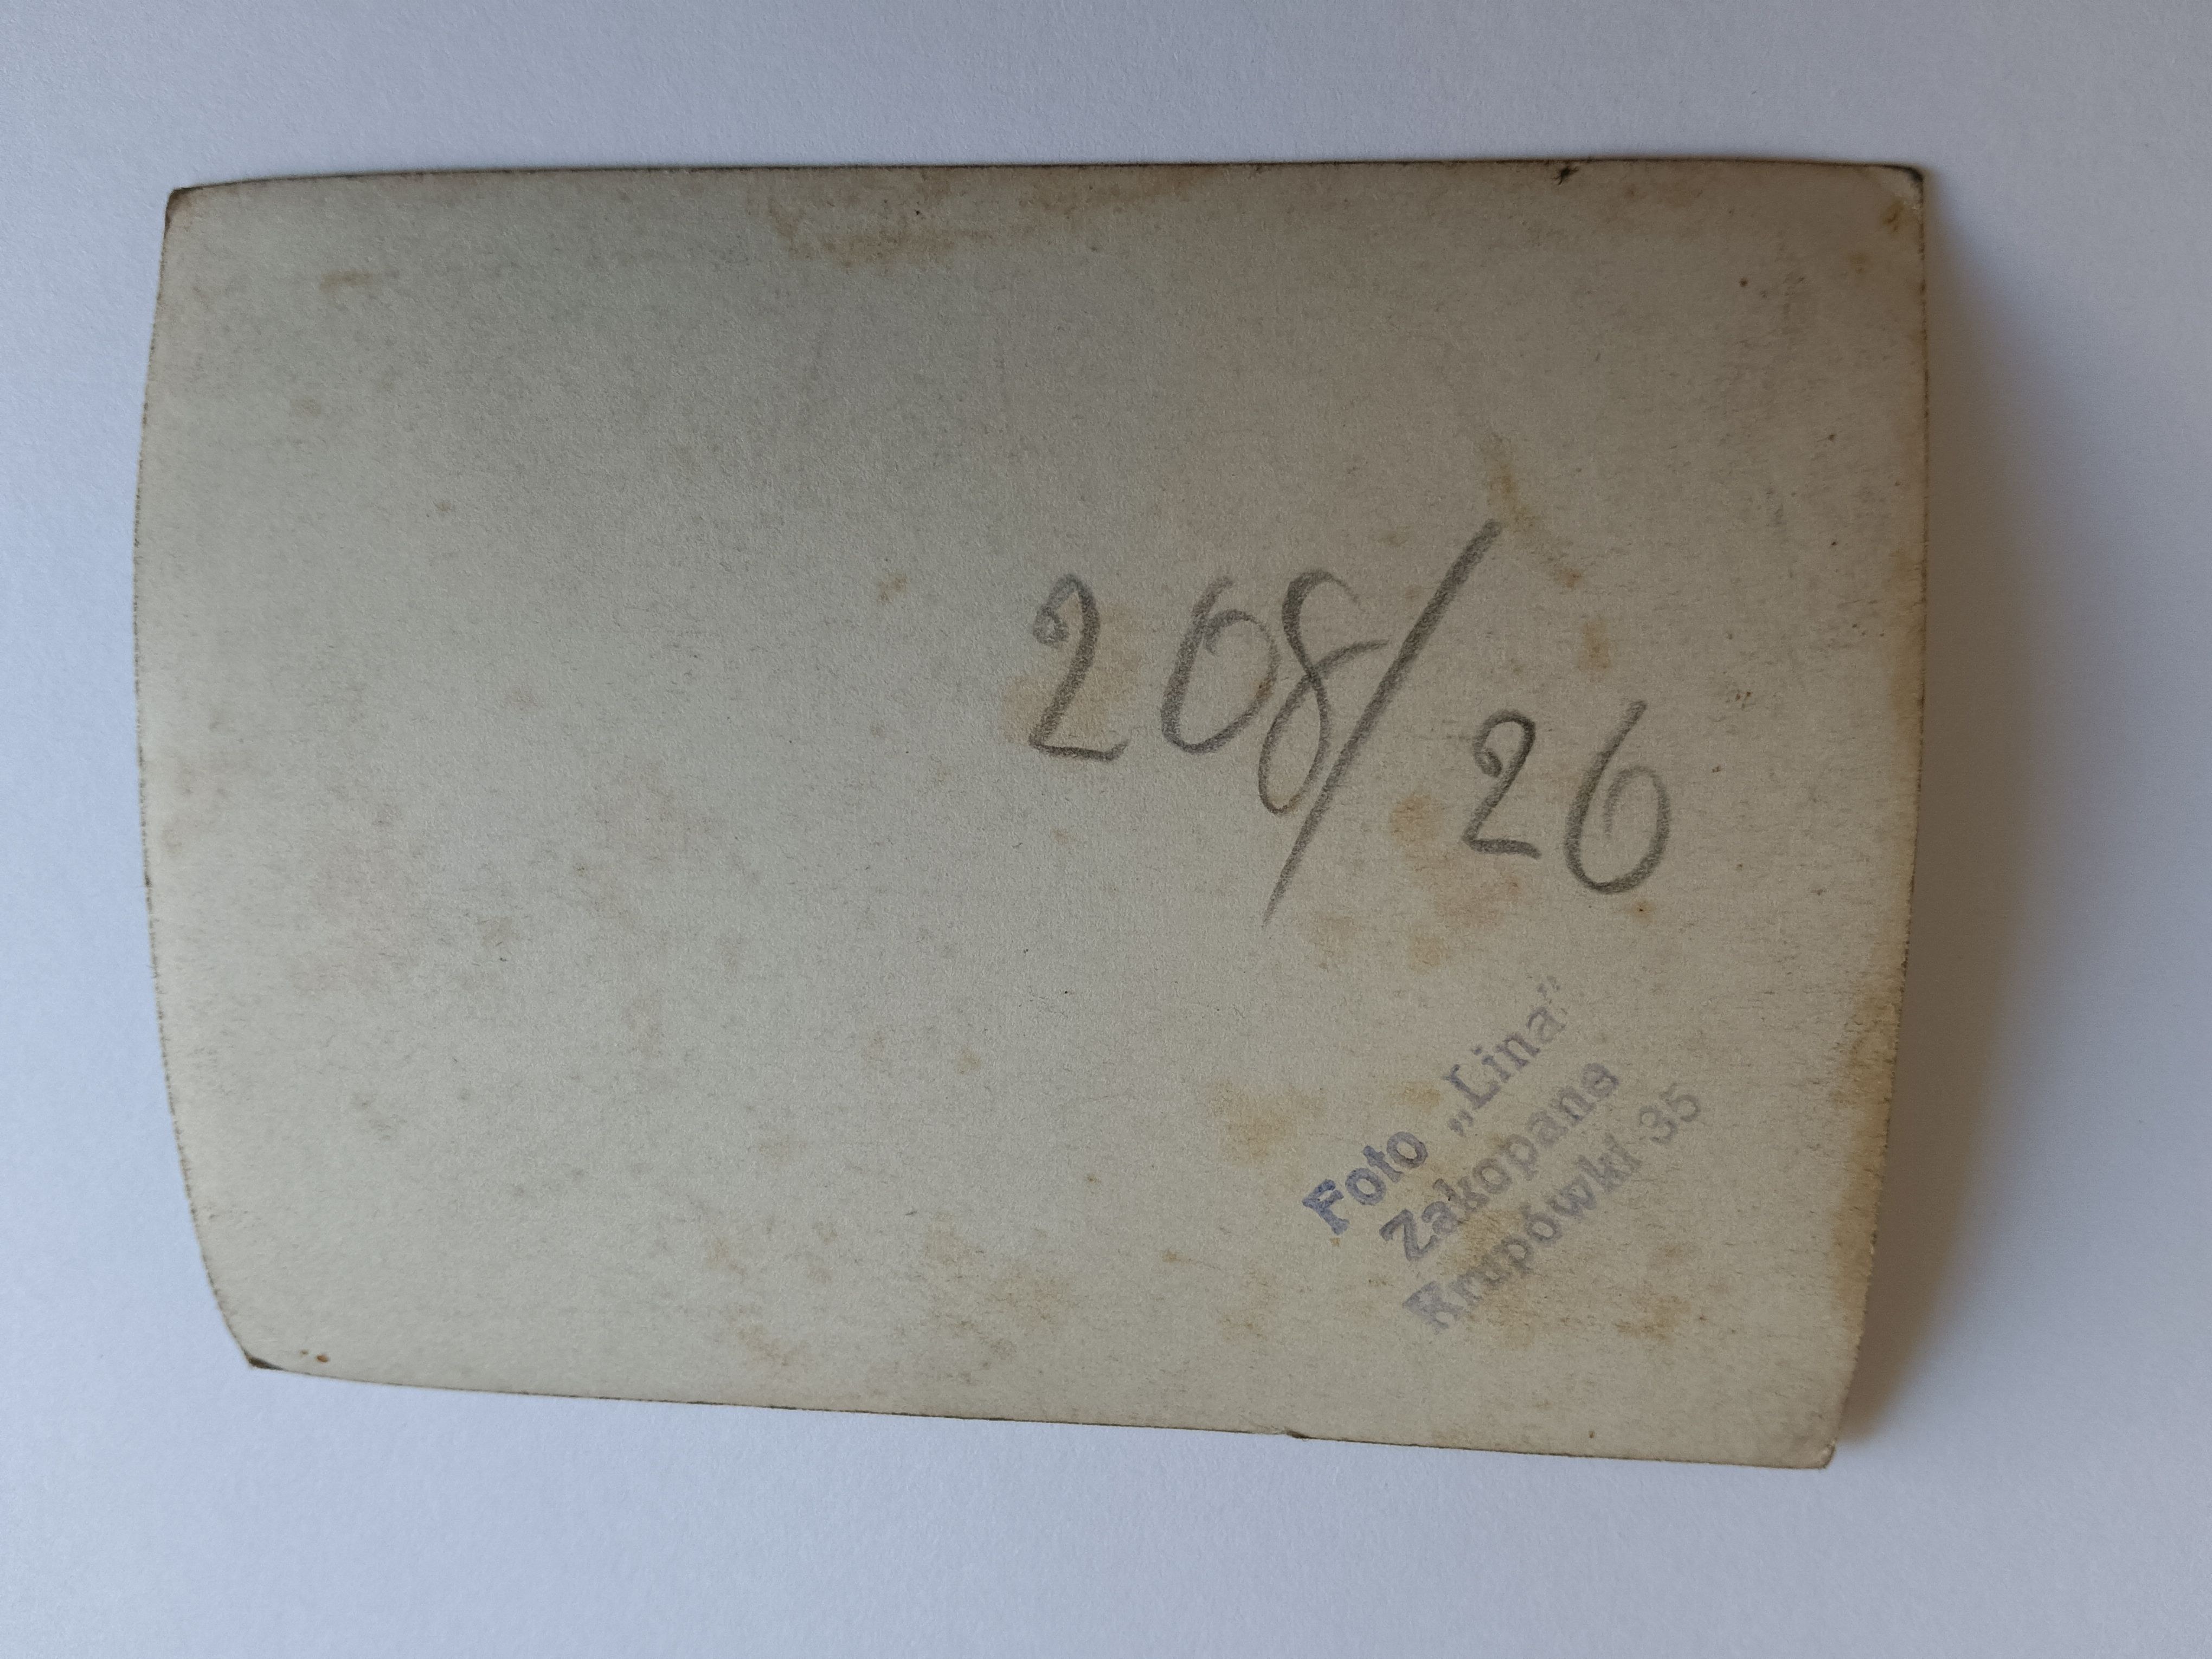 208/26
Foto „Lina”
Zakopane
Krupówki 35